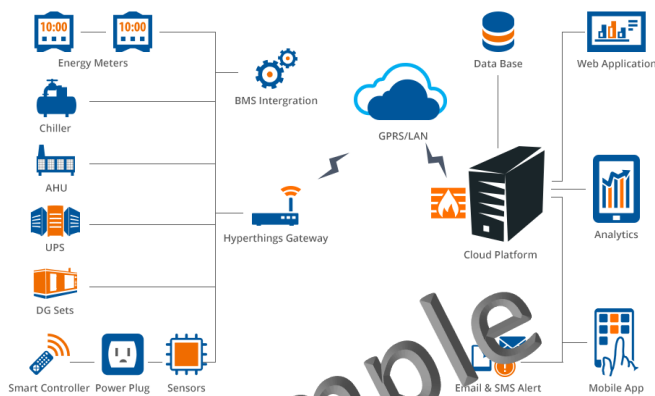 10:00
10:00
Energy Meters
BMS Intergration
Data Base
Web Application
Chiller
GPRS/LAN
AHU
UPS
Hyperthings Gateway
Analytics
Cloud Platform
DG Sets
Smart Controller
Power Plug
Sensors
Email & SMS Alert
Mobile App